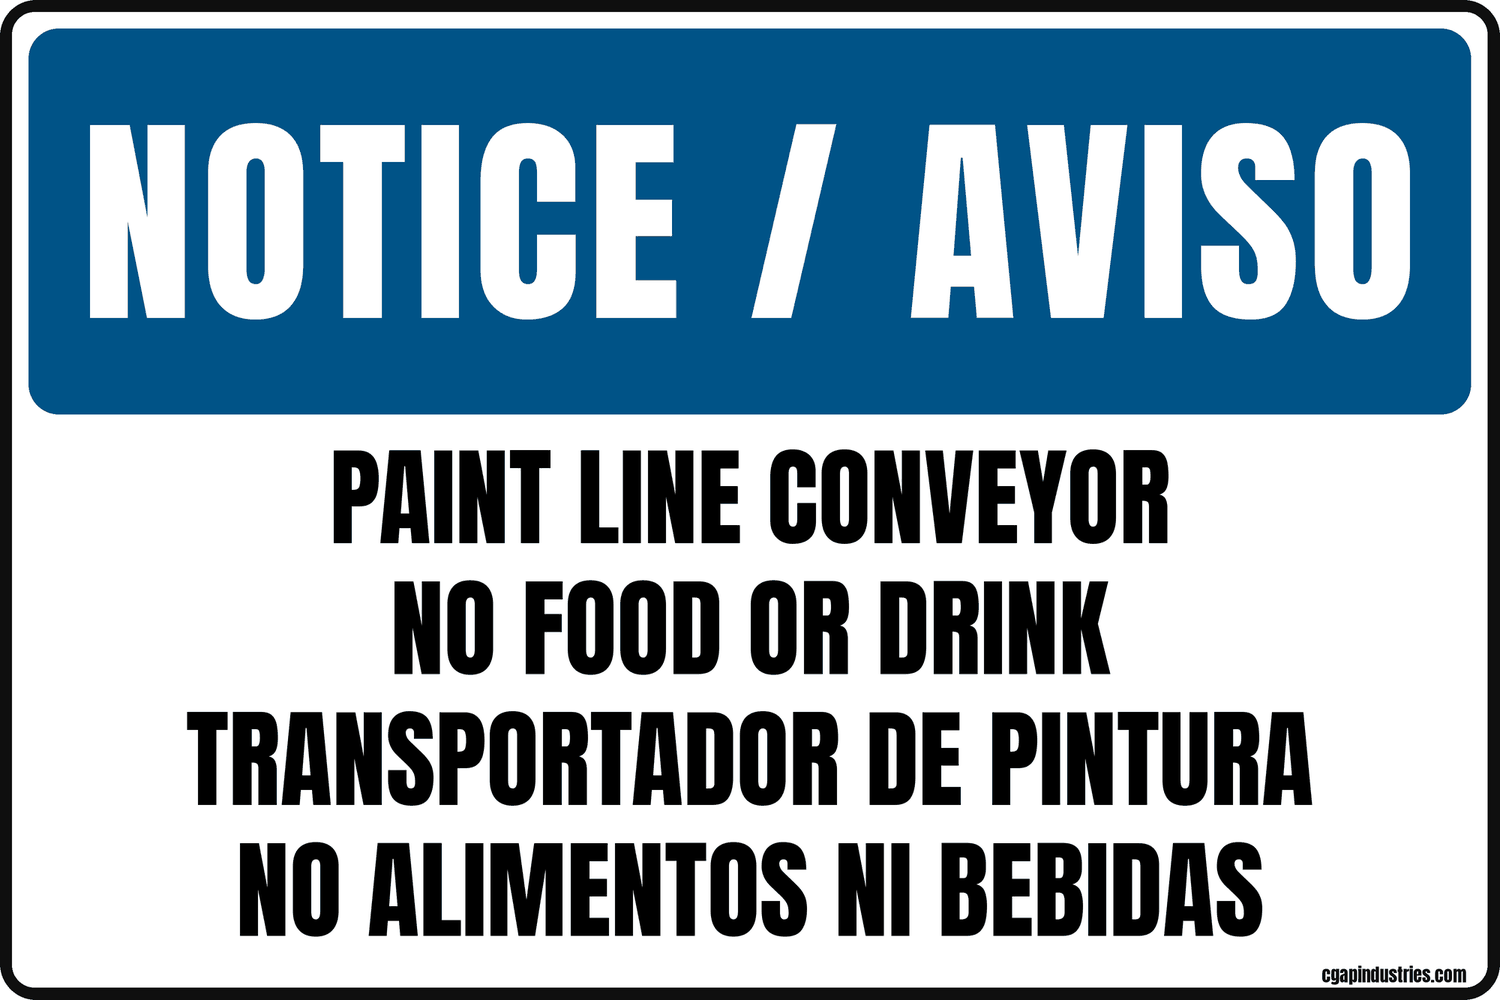 NOTICE / AVISO
PAINT LINE CONVEYOR
NO FOOD OR DRINK
TRANSPORTADOR DE PINTURA
NO ALIMENTOS NI BEBIDAS
cgapindustries.com